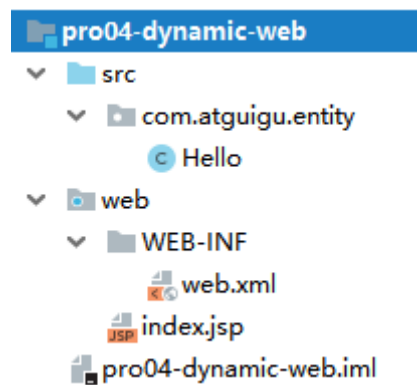 pro04-dynamic-web
src
com.atguigu.entity
C Hello
web
WEB-INF
web.xml
JSP index.jsp
pro04-dynamic-web.iml